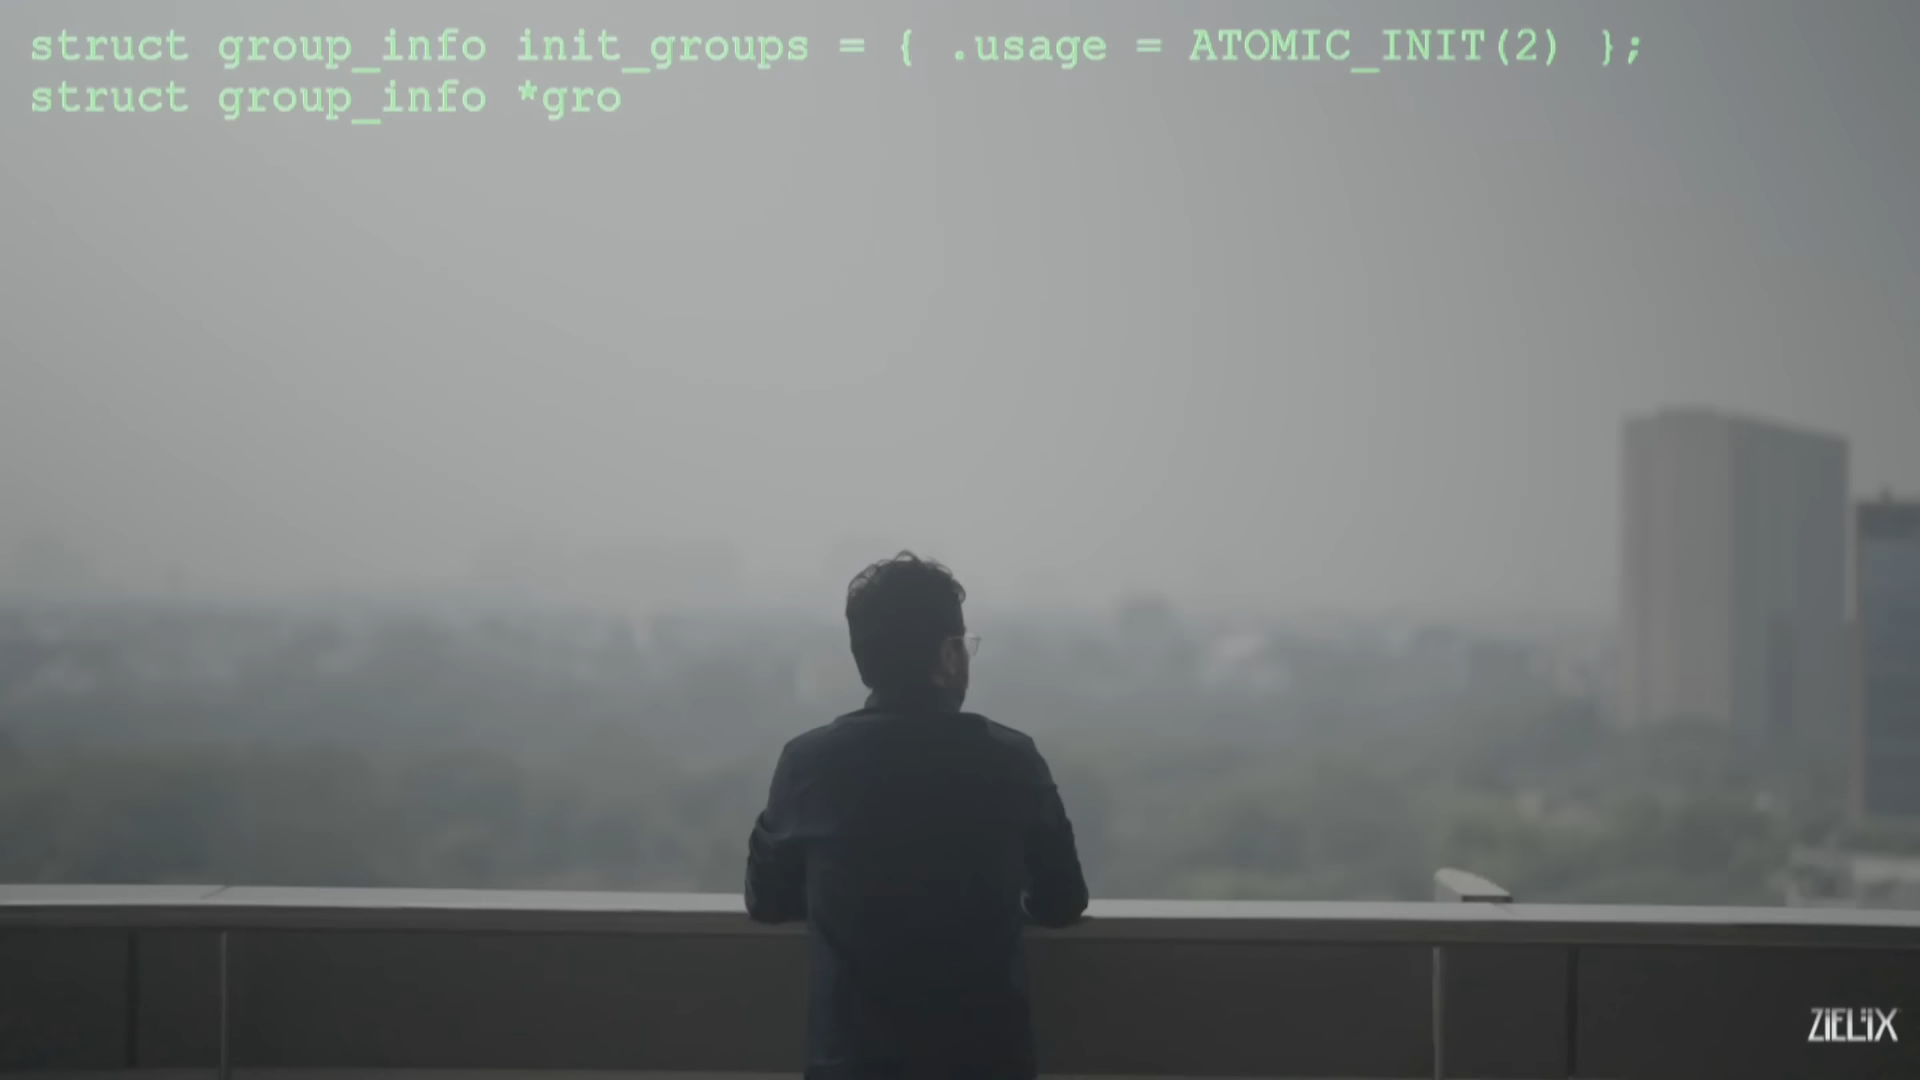 struct group_info init_groups = { .usage = ATOMIC_INIT(2) };
struct group_info *gro
ZIELIX